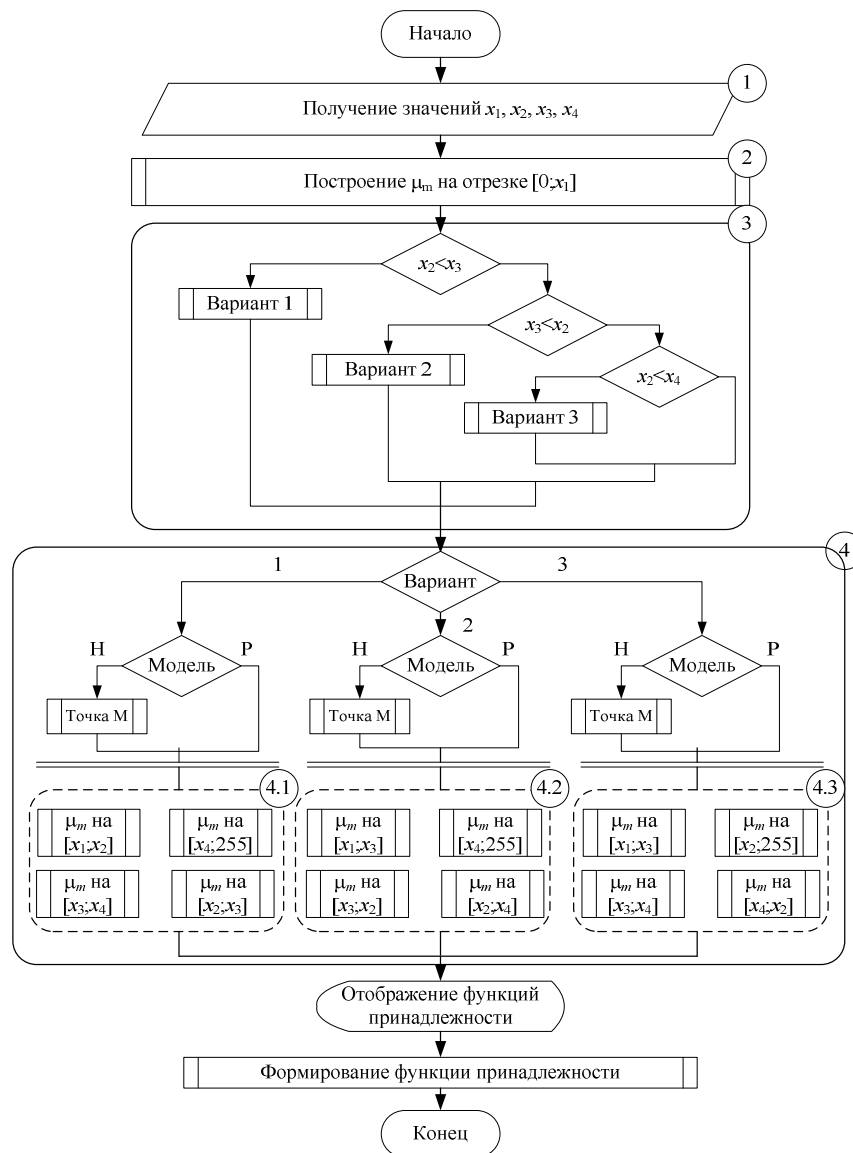 Начало
1
Получение значений x₁, x₂, x₃, x₄
2
Построение μm на отрезке [0;x₁]
3
x₂<x₃
Вариант 1
x₃<x₂
Вариант 2
x₂<x₄
Вариант 3
4
1
Вариант
3
2
Н
Модель
Р
Н
Модель
Р
Н
Модель
Р
Точка М
Точка М
Точка М
4.1
4.2
4.3
μm на
[x₁;x₂]
μm на
[x₄;255]
μm на
[x₃;x₄]
μm на
[x₂;x₃]
μm на
[x₁;x₃]
μm на
[x₄;255]
μm на
[x₃;x₂]
μm на
[x₂;x₄]
μm на
[x₁;x₃]
μm на
[x₂;255]
μm на
[x₃;x₄]
μm на
[x₄;x₂]
Отображение функций
принадлежности
Формирование функции принадлежности
Конец